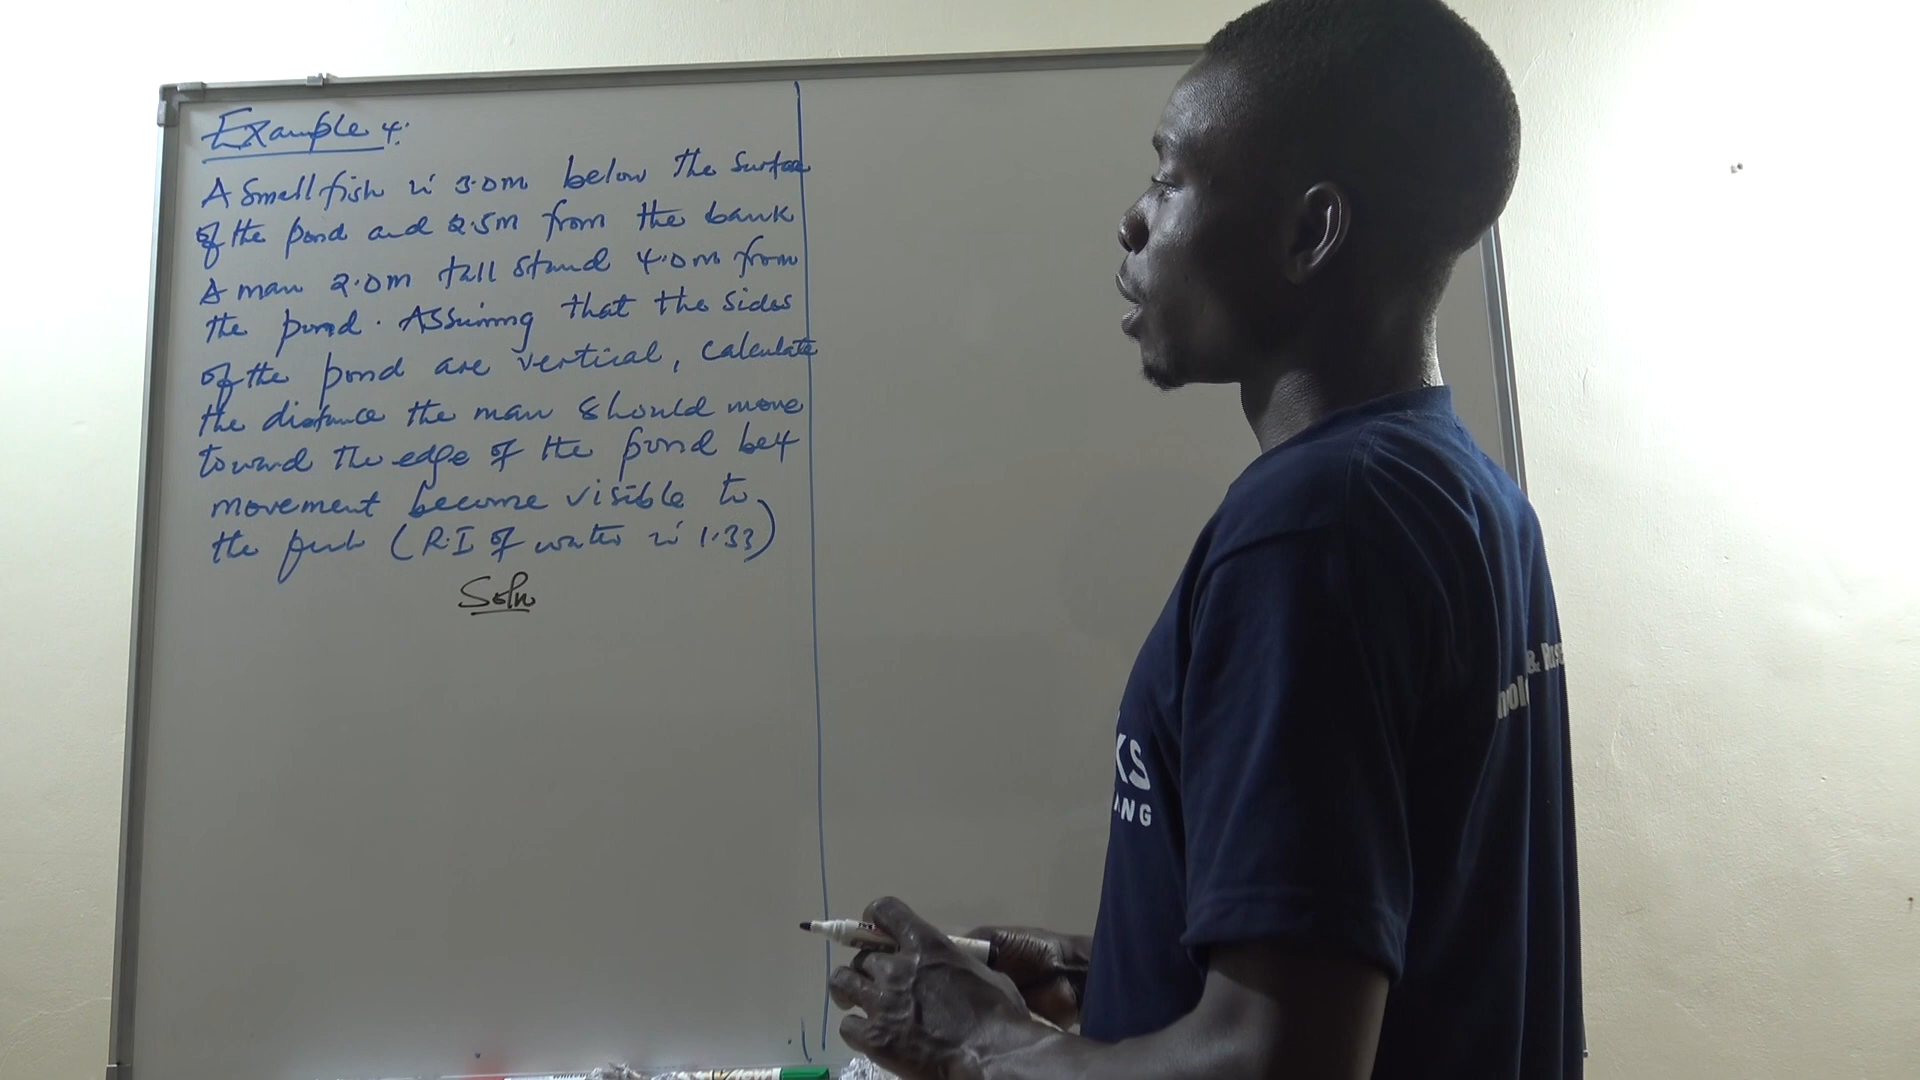 Example 4:
A small fish is 3.0m below the surface
of the pond and 2.5m from the bank
A man 2.0m tall stand 4.0m from
the pond. Assuming that the sides
of the pond are vertical, calculate
the distance the man should move
toward the edge of the pond bef
movement become visible to
the (R.I of water is 1.33)
Soln
KS
ANG
&